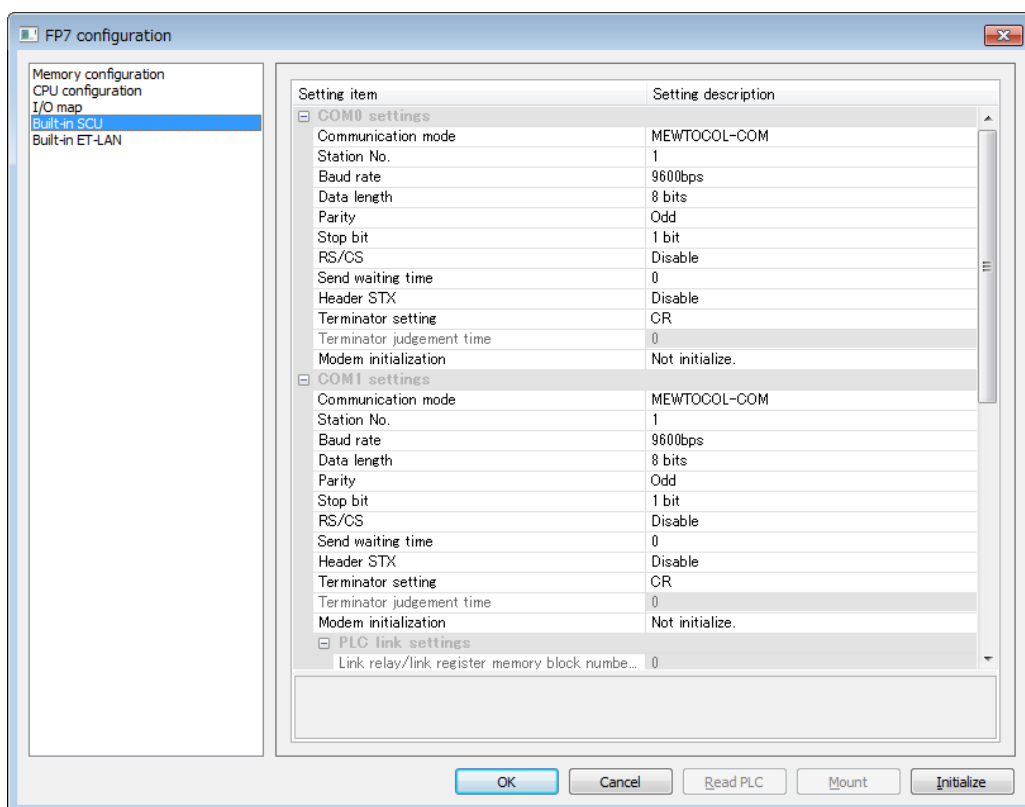 FP7 configuration
Memory configuration
CPU configuration
I/O map
Built-in SCU
Built-in ET-LAN
Setting item Setting description
COM0 settings
Communication mode MEWTOCOL-COM
Station No. 1
Baud rate 9600bps
Data length 8 bits
Parity Odd
Stop bit 1 bit
RS/CS Disable
Send waiting time 0
Header STX Disable
Terminator setting CR
Terminator judgement time 0
Modem initialization Not initialize.
COM1 settings
Communication mode MEWTOCOL-COM
Station No. 1
Baud rate 9600bps
Data length 8 bits
Parity Odd
Stop bit 1 bit
RS/CS Disable
Send waiting time 0
Header STX Disable
Terminator setting CR
Terminator judgement time 0
Modem initialization Not initialize.
PLC link settings
Link relay/link register memory block numbe... 0
OK Cancel Read PLC Mount Initialize